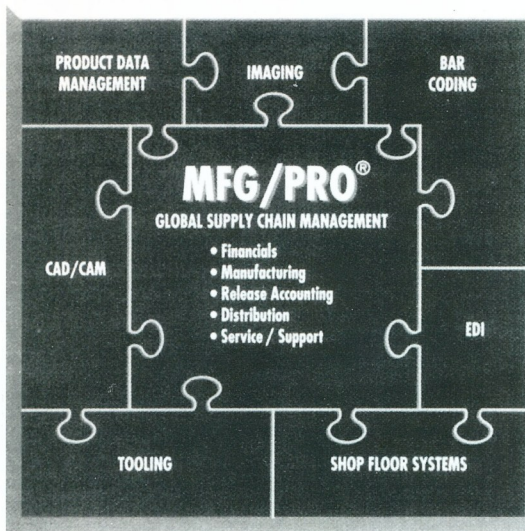 PRODUCT DATA
MANAGEMENT
IMAGING
BAR
CODING
MFG/PRO®
GLOBAL SUPPLY CHAIN MANAGEMENT
• Financials
• Manufacturing
• Release Accounting
• Distribution
• Service / Support
CAD/CAM
EDI
TOOLING
SHOP FLOOR SYSTEMS